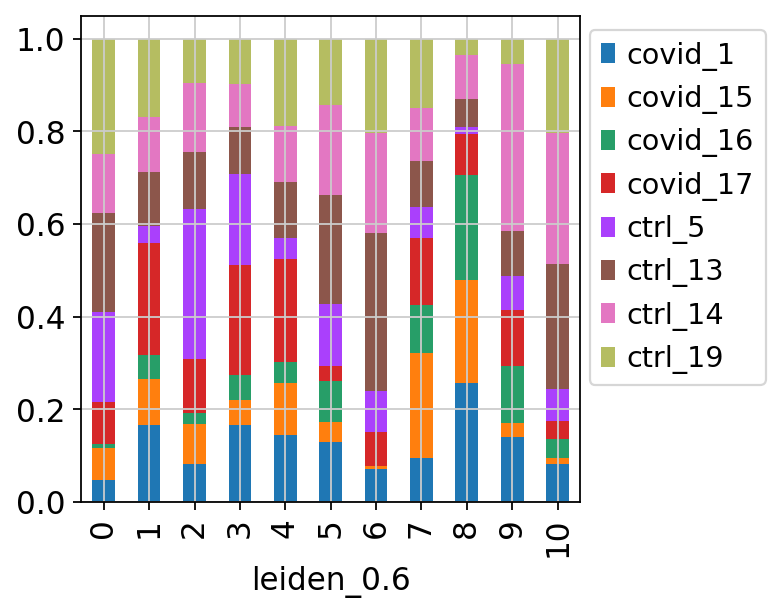 1.0
0.8
0.6
0.4
0.2
0.0
0 1 2 3 4 5 6 7 8 9 10
leiden_0.6
covid_1
covid_15
covid_16
covid_17
ctrl_5
ctrl_13
ctrl_14
ctrl_19